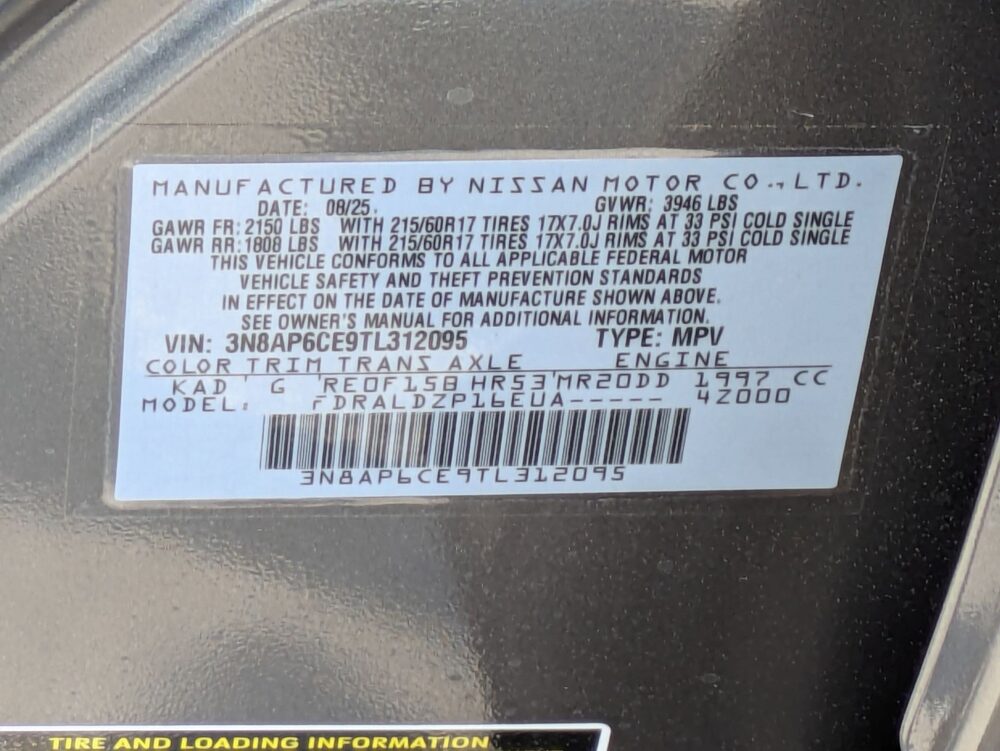 MANUFACTURED BY NISSAN MOTOR CO., LTD.
DATE: 08/25. GVWR: 3946 LBS
GAWR FR: 2150 LBS WITH 215/60R17 TIRES 17X7.0J RIMS AT 33 PSI COLD SINGLE
GAWR RR: 1808 LBS WITH 215/60R17 TIRES 17X7.0J RIMS AT 33 PSI COLD SINGLE
THIS VEHICLE CONFORMS TO ALL APPLICABLE FEDERAL MOTOR
VEHICLE SAFETY AND THEFT PREVENTION STANDARDS
IN EFFECT ON THE DATE OF MANUFACTURE SHOWN ABOVE.
SEE OWNER'S MANUAL FOR ADDITIONAL INFORMATION.
VIN: 3N8AP6CE9TL312095 TYPE: MPV
COLOR TRIM TRANS AXLE ENGINE
KAD G RE0F15B HR53 MR20DD 1997 CC
MODEL: FDRALDZP16EUA----- 4Z000
3N8AP6CE9TL312095
TIRE AND LOADING INFORMATION